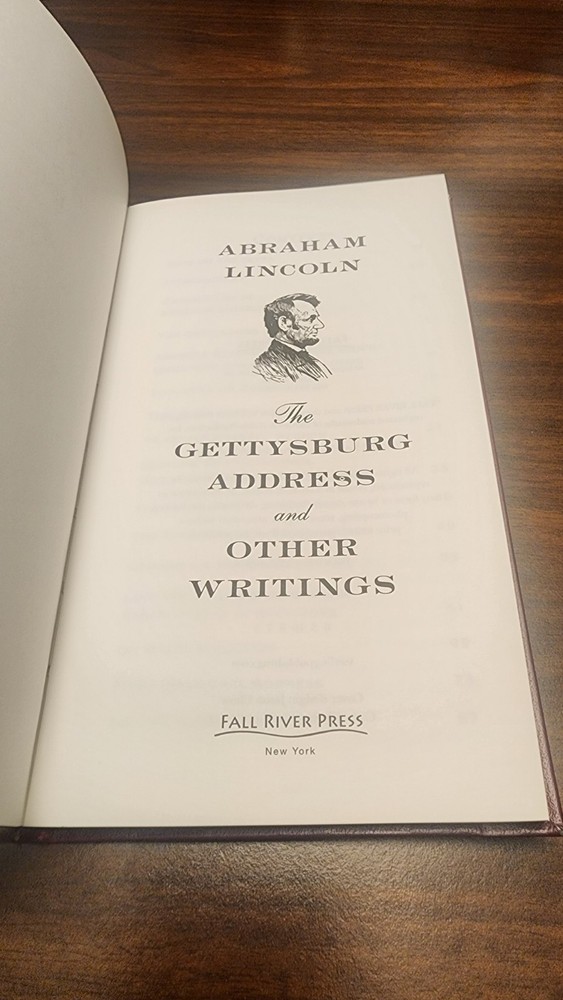 ABRAHAM
LINCOLN
The
GETTYSBURG
ADDRESS
and
OTHER
WRITINGS
FALL RIVER PRESS
New York